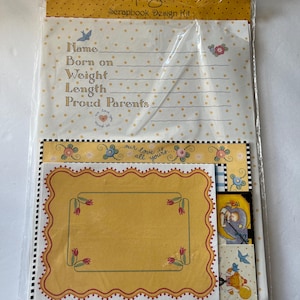 Scrapbook Design Kit
Name
Born on
Weight
Length
Proud Parents